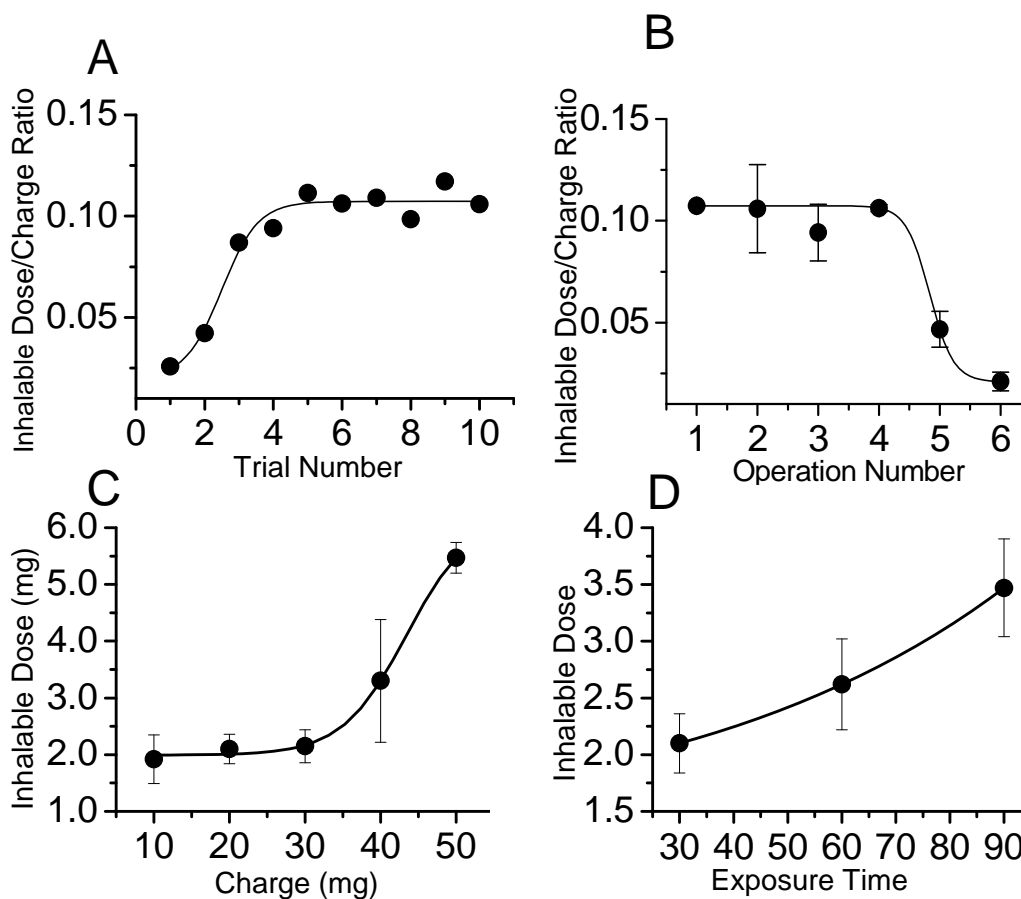 A
Inhalable Dose/Charge Ratio
0.15
0.10
0.05
0 2 4 6 8 10
Trial Number
B
Inhalable Dose/Charge Ratio
0.15
0.10
0.05
1 2 3 4 5 6
Operation Number
C
Inhalable Dose (mg)
6.0
5.0
4.0
3.0
2.0
1.0
10 20 30 40 50
Charge (mg)
D
Inhalable Dose
4.0
3.5
3.0
2.5
2.0
1.5
30 40 50 60 70 80 90
Exposure Time